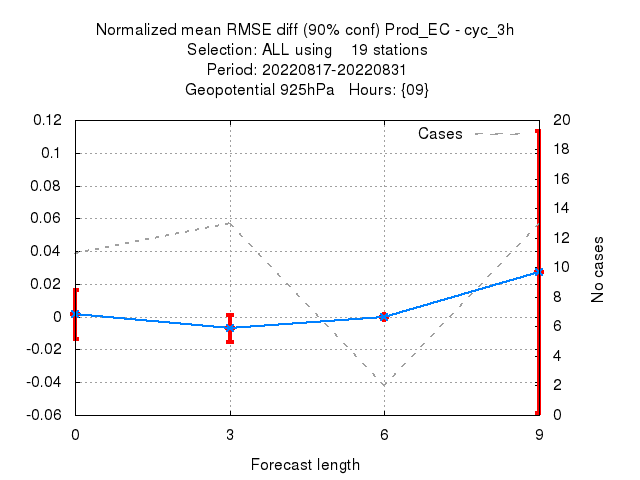 Normalized mean RMSE diff (90% conf) Prod_EC - cyc_3h
Selection: ALL using    19 stations
Period: 20220817-20220831
Geopotential 925hPa   Hours: {09}
Cases
0.12
0.1
0.08
0.06
0.04
0.02
0
-0.02
-0.04
-0.06
20
18
16
14
12
10
8
6
4
2
0
No cases
0 3 6 9
Forecast length